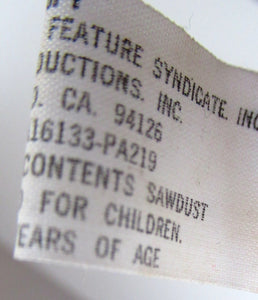 FEATURE SYNDICATE, INC
DUCTIONS, INC.
O. CA. 94126
16133-PA219
CONTENTS SAWDUST
FOR CHILDREN.
EARS OF AGE